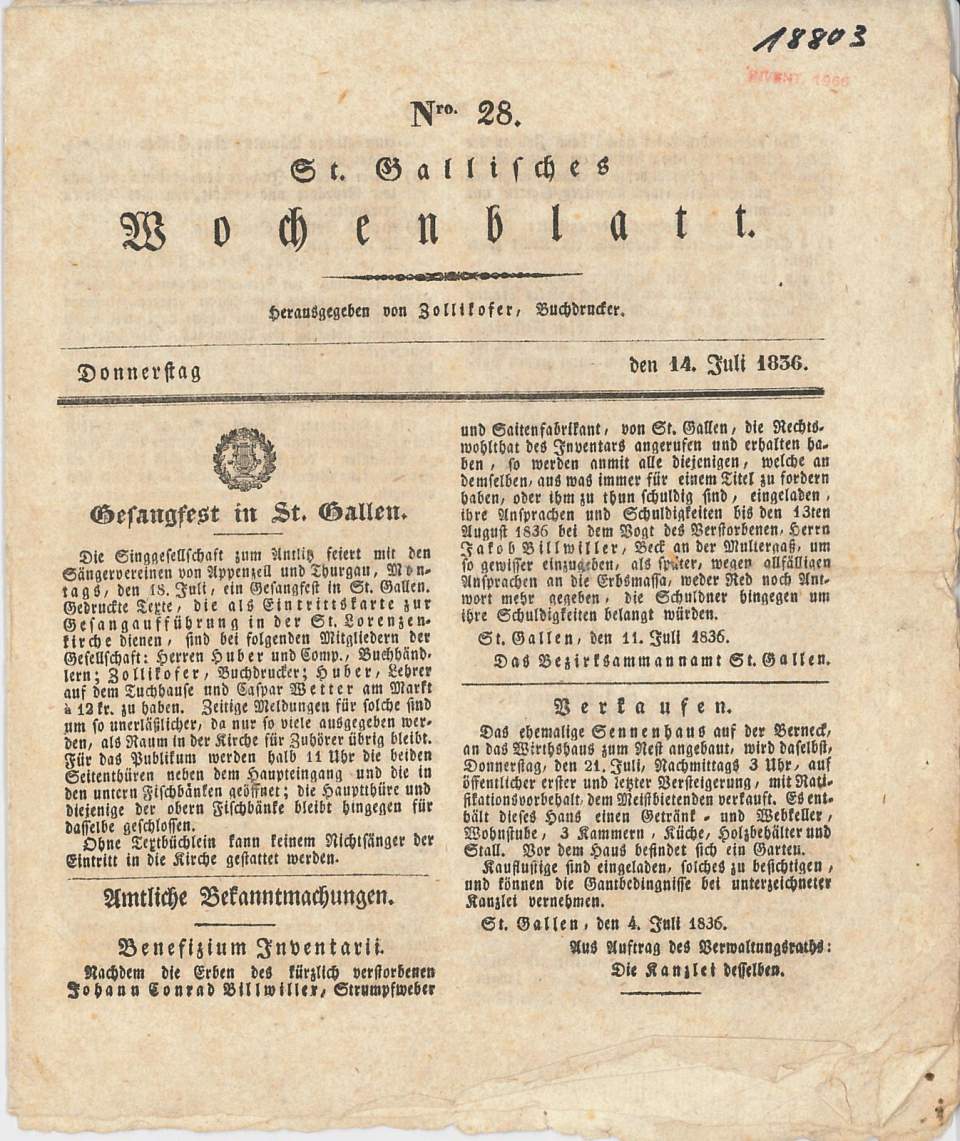 18803
INVENT. 1966
Nro. 28.
St. Gallisches
Wochenblatt.
Herausgegeben von Zollikofer, Buchdrucker.
Donnerstag den 14. Juli 1836.
Gesangfest in St. Gallen.
Die Singgesellschaft zum Antlitz feiert mit den
Sängervereinen von Appenzell und Thurgau, Mon-
tags, den 18. Juli, ein Gesangfest in St. Gallen.
Gedruckte Texte, die als Eintrittskarte zur
Gesangaufführung in der St. Lorenzen-
kirche dienen, sind bei folgenden Mitgliedern der
Gesellschaft: Herren Huber und Comp., Buchhänd-
lern; Zollikofer, Buchdrucker; Huber, Lehrer
auf dem Tuchhause und Caspar Wetter am Markt
à 12 kr. zu haben. Zeitige Meldungen für solche sind
um so unerläßlicher, da nur so viele ausgegeben wer-
den, als Raum in der Kirche für Zuhörer übrig bleibt.
Für das Publikum werden halb 11 Uhr die beiden
Seitenthüren neben dem Haupteingang und die in
den untern Fischbänken geöffnet; die Hauptthüre und
diejenige der obern Fischbänke bleibt hingegen für
dasselbe geschlossen.
Ohne Textbüchlein kann keinem Nichtsänger der
Eintritt in die Kirche gestattet werden.
Amtliche Bekanntmachungen.
Benefizium Inventarii.
Nachdem die Erben des kürzlich verstorbenen
Johann Conrad Billwiller, Strumpfweber
und Saitenfabrikant, von St. Gallen, die Rechts-
wohlthat des Inventars angerufen und erhalten ha-
ben, so werden anmit alle diejenigen, welche an
demselben, aus was immer für einem Titel zu fordern
haben, oder ihm zu thun schuldig sind, eingeladen,
ihre Ansprachen und Schuldigkeiten bis den 13ten
August 1836 bei dem Vogt des Verstorbenen, Herrn
Jakob Billwiller, Beck an der Multergaß, um
so gewisser einzugeben, als später, wegen allfälligen
Ansprachen an die Erbsmassa, weder Red noch Ant-
wort mehr gegeben, die Schuldner hingegen um
ihre Schuldigkeiten belangt würden.
St. Gallen, den 11. Juli 1836.
Das Bezirksammannamt St. Gallen.
Verkaufen.
Das ehemalige Sennenhaus auf der Berneck,
an das Wirthshaus zum Nest angebaut, wird daselbst,
Donnerstag, den 21. Juli, Nachmittags 3 Uhr, auf
öffentlicher erster und letzter Versteigerung, mit Rati-
fikationsvorbehalt, dem Meistbietenden verkauft. Es ent-
hält dieses Haus einen Getränk- und Webkeller,
Wohnstube, 3 Kammern, Küche, Holzbehälter und
Stall. Vor dem Haus befindet sich ein Garten.
Kauflustige sind eingeladen, solches zu besichtigen,
und können die Gantbedingnisse bei unterzeichneter
Kanzlei vernehmen.
St. Gallen, den 4. Juli 1836.
Aus Auftrag des Verwaltungsraths:
Die Kanzlei desselben.